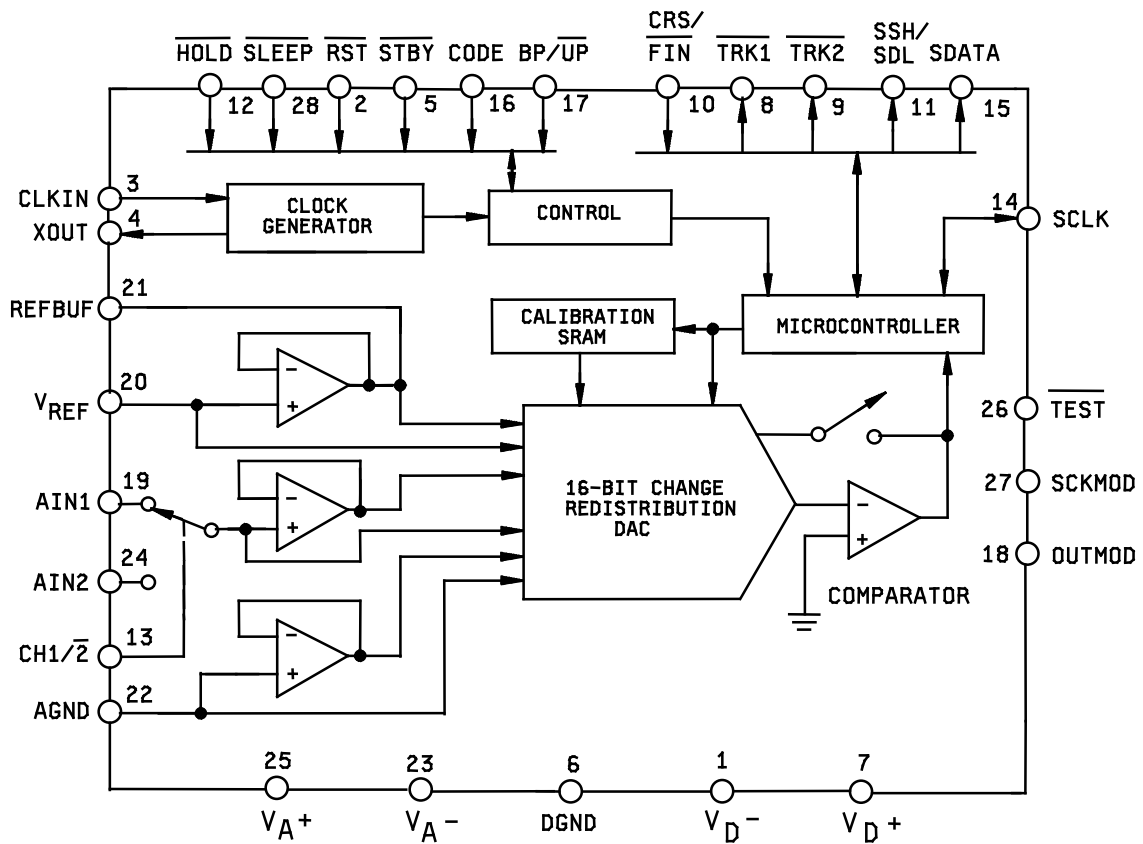 CRS/ SSH/
HOLD SLEEP RST STBY CODE BP/UP FIN TRK1 TRK2 SDL SDATA
12 28 2 5 16 17 10 8 9 11 15
CLKIN 3
XOUT 4
CLOCK
GENERATOR
CONTROL
14 SCLK
REFBUF 21
CALIBRATION
SRAM
MICROCONTROLLER
VREF 20
- +
26 TEST
AIN1 19
- +
16-BIT CHANGE
REDISTRIBUTION
DAC
- +
27 SCKMOD
18 OUTMOD
AIN2 24
COMPARATOR
CH1/2 13
- +
AGND 22
25 23 6 1 7
VA+ VA- DGND VD- VD+